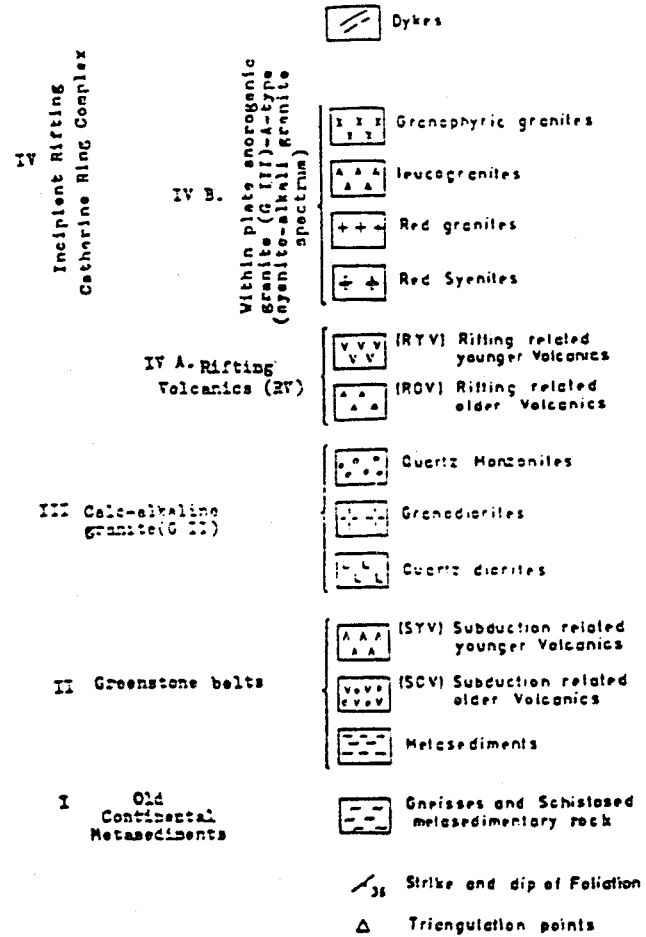 Dykes
IV
Incipient Rifting
Catherine Ring Complex
IV B.
Within plate anorogenic
granite (G III)-A-type
(syenite-alkali granite
spectrum)
Granophyric granites
leucogranites
Red granites
Red Syenites
IV A. Rifting
Volcanics (RV)
(RYV) Rifting related
younger Volcanics
(ROV) Rifting related
older Volcanics
III Calc-alkaline
granite(G II)
Quartz Monzonites
Granodiorites
Quartz diorites
II Greenstone belts
(SYV) Subduction related
younger Volcanics
(SOV) Subduction related
older Volcanics
Metasediments
I Old
Continental
Metasediments
Gneisses and Schistosed
metasedimentary rock
36 Strike and dip of Foliation
Triangulation points